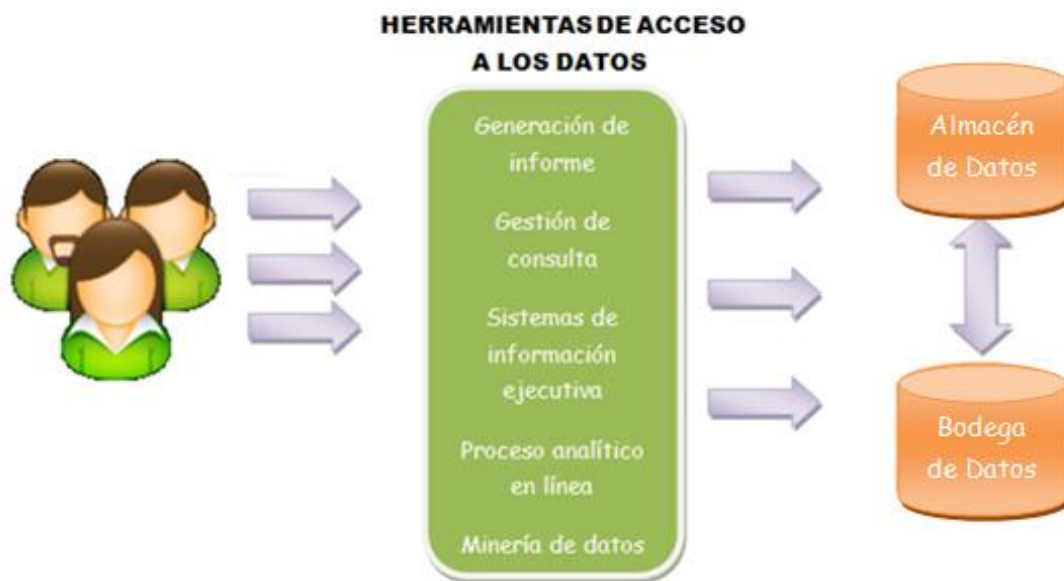 HERRAMIENTAS DE ACCESO
A LOS DATOS
Generación de
informe
Gestión de
consulta
Sistemas de
información
ejecutiva
Proceso analítico
en línea
Minería de datos
Almacén
de Datos
Bodega
de Datos